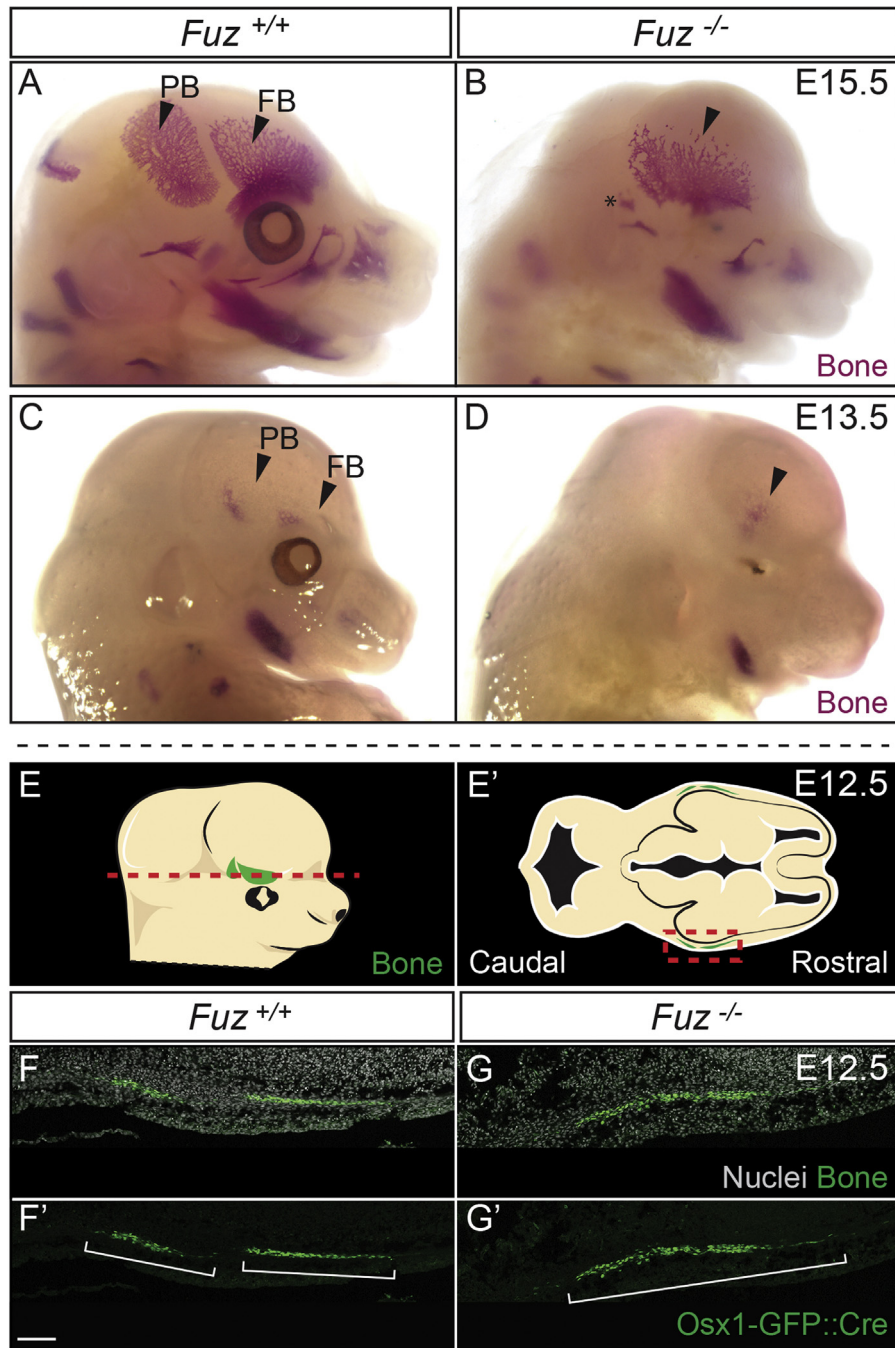 Fuz +/+ Fuz -/-
A PB FB B E15.5
*
Bone
C PB FB D E13.5
Bone
E E' E12.5
Bone Caudal Rostral
Fuz +/+ Fuz -/-
F G E12.5
Nuclei Bone
F' G'
Osx1-GFP::Cre